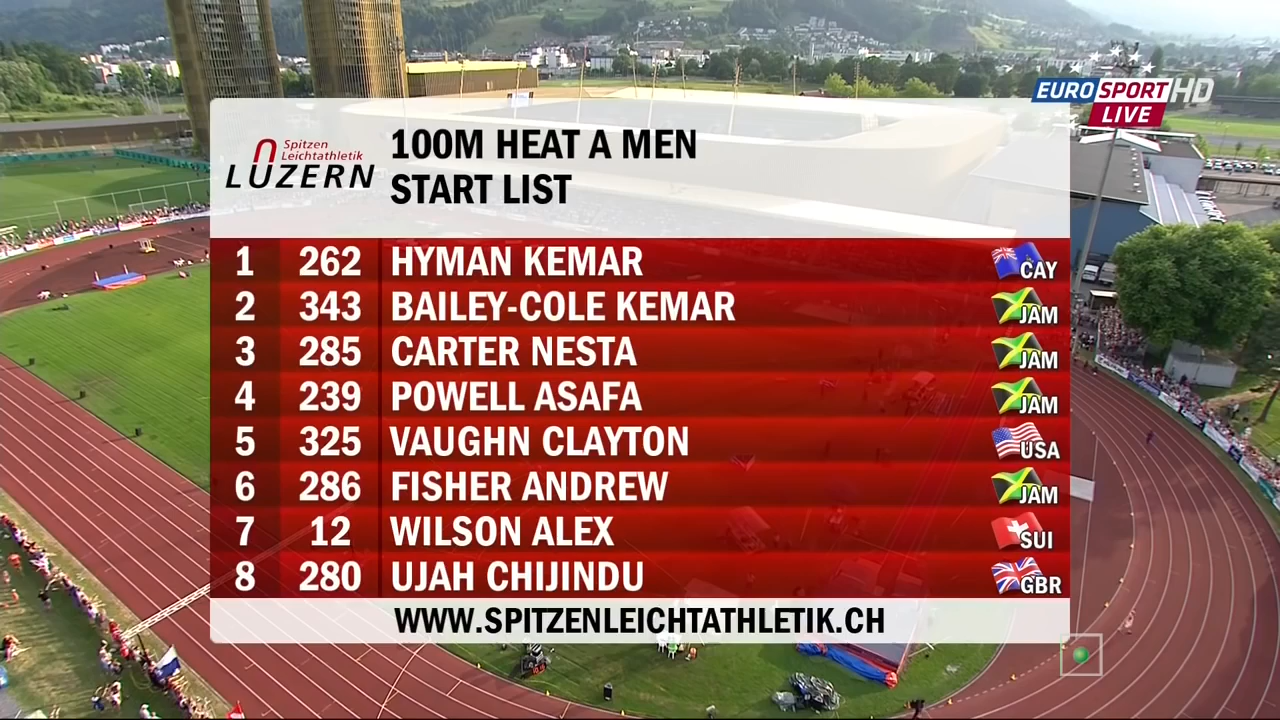 EUROSPORT HD
LIVE
Spitzen
Leichtathletik
LUZERN
100M HEAT A MEN
START LIST
1 262 HYMAN KEMAR CAY
2 343 BAILEY-COLE KEMAR JAM
3 285 CARTER NESTA JAM
4 239 POWELL ASAFA JAM
5 325 VAUGHN CLAYTON USA
6 286 FISHER ANDREW JAM
7 12 WILSON ALEX SUI
8 280 UJAH CHIJINDU GBR
WWW.SPITZENLEICHTATHLETIK.CH